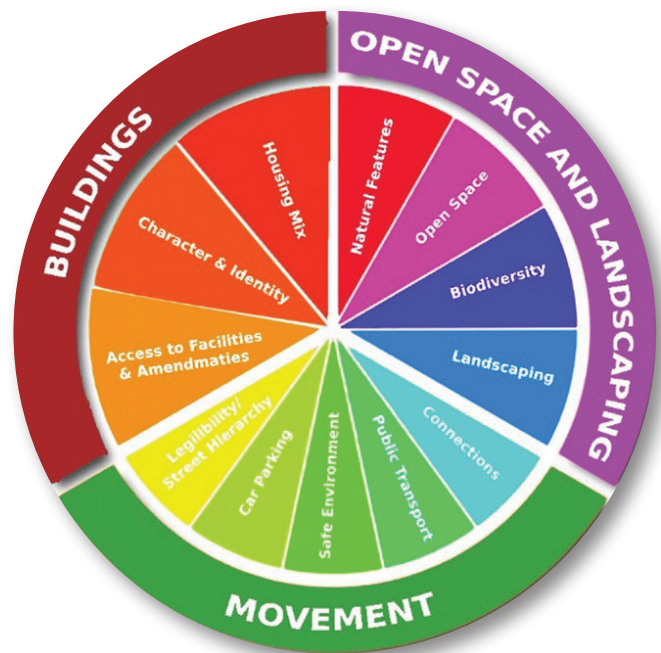 BUILDINGS
OPEN SPACE AND LANDSCAPING
MOVEMENT
Housing Mix
Character & Identity
Access to Facilities
& Amendmaties
Natural Features
Open Space
Biodiversity
Landscaping
Connections
Public Transport
Safe Environment
Car Parking
Legilibility/
Street Hierarchy